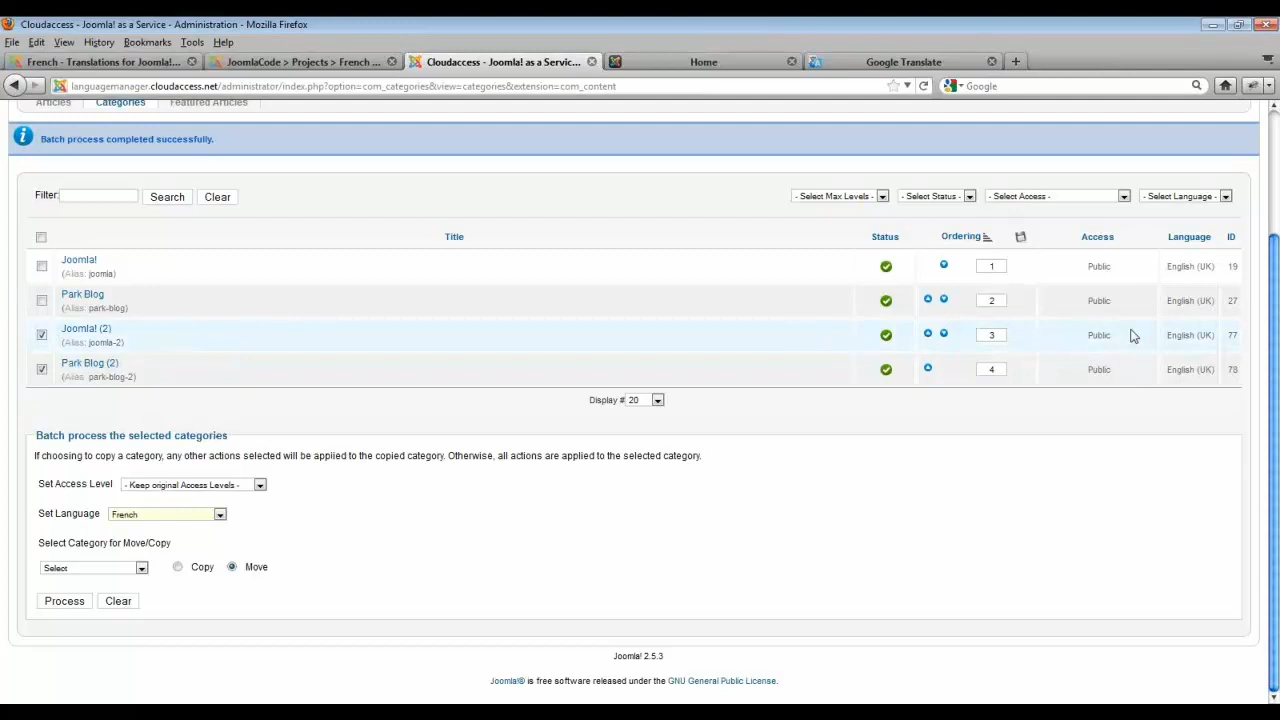 Cloudaccess - Joomla! as a Service - Administration - Mozilla Firefox
File Edit View History Bookmarks Tools Help
French - Translations for Joomla!... JoomlaCode > Projects > French ... Cloudaccess - Joomla! as a Servic... Home Google Translate
languagemanager.cloudaccess.net/administrator/index.php?option=com_categories&view=categories&extension=com_content Google
Articles Categories Featured Articles
Batch process completed successfully.
Filter: Search Clear - Select Max Levels - - Select Status - - Select Access - - Select Language -
Title Status Ordering Access Language ID
Joomla! 1 Public English (UK) 19
(Alias: joomla)
Park Blog 2 Public English (UK) 27
(Alias: park-blog)
Joomla! (2) 3 Public English (UK) 77
(Alias: joomla-2)
Park Blog (2) 4 Public English (UK) 78
(Alias: park-blog-2)
Display # 20
Batch process the selected categories
If choosing to copy a category, any other actions selected will be applied to the copied category. Otherwise, all actions are applied to the selected category.
Set Access Level - Keep original Access Levels -
Set Language French
Select Category for Move/Copy
Select Copy Move
Process Clear
Joomla! 2.5.3
Joomla!® is free software released under the GNU General Public License.